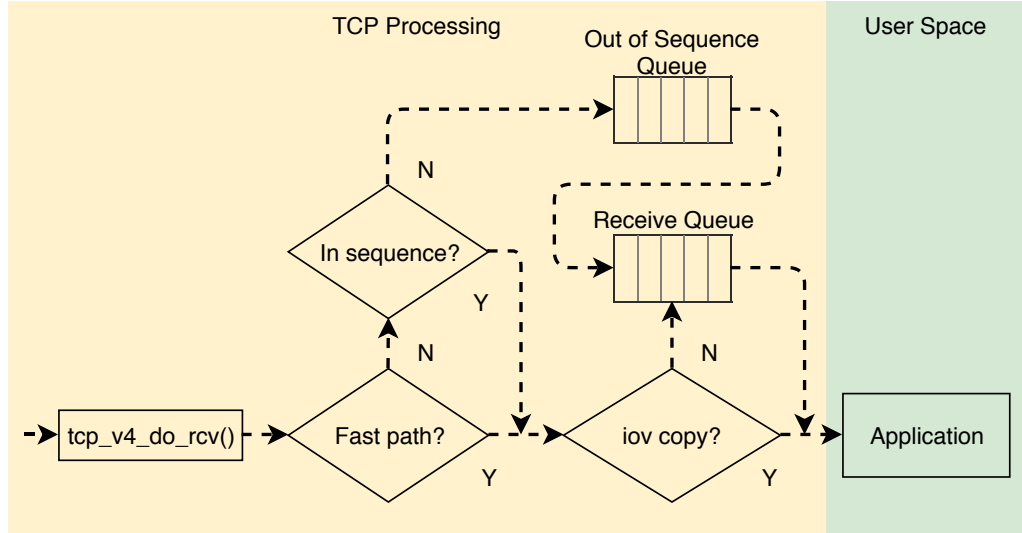 TCP Processing
User Space
Out of Sequence
Queue
N
In sequence?
Receive Queue
Y
N
N
tcp_v4_do_rcv()
Fast path?
iov copy?
Application
Y
Y